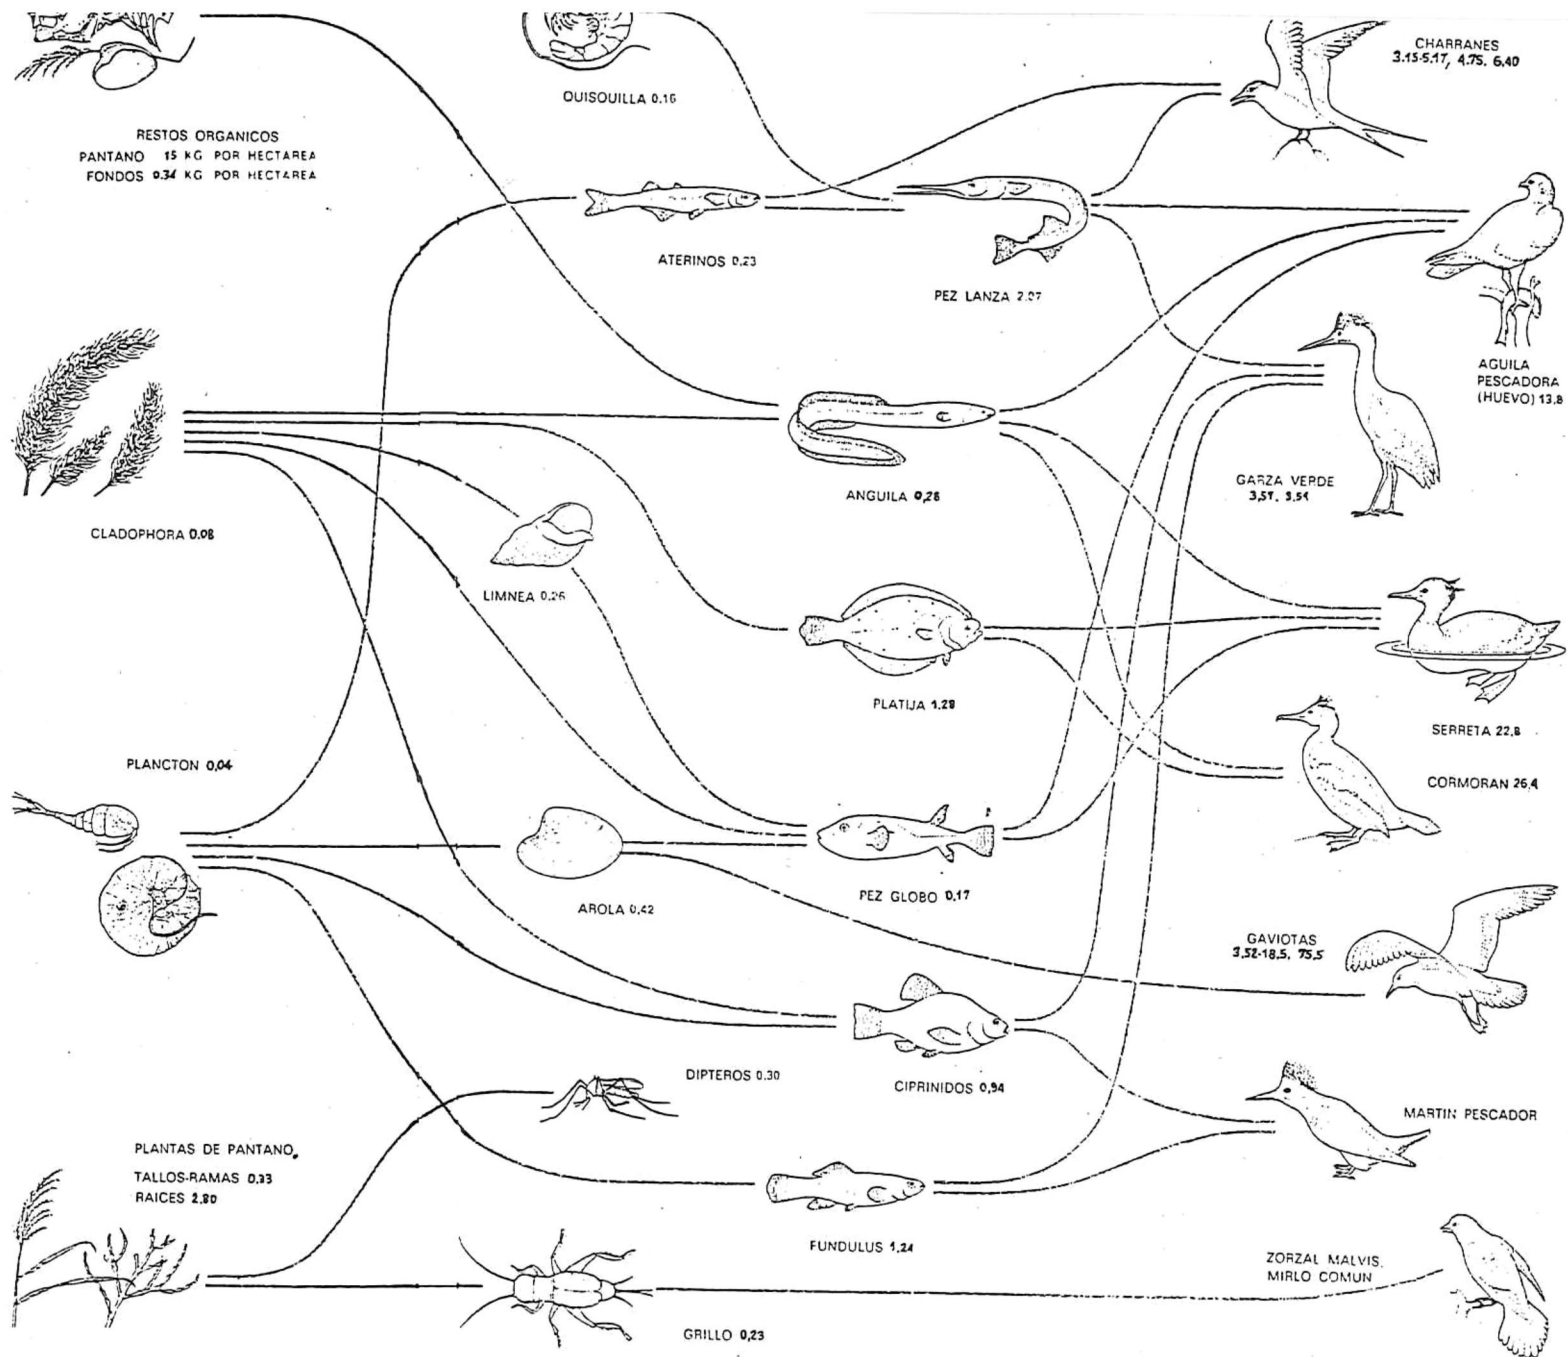 CHARRANES
3.15-5.17, 4.75. 6.40
QUISQUILLA 0.16
RESTOS ORGANICOS
PANTANO 15 KG POR HECTAREA
FONDOS 0.34 KG POR HECTAREA
ATERINOS 0.23
PEZ LANZA 2.07
AGUILA
PESCADORA
(HUEVO) 13,8
GARZA VERDE
3,57. 3,51
ANGUILA 0,28
CLADOPHORA 0.08
LIMNEA 0.26
PLATIJA 1.28
SERRETA 22,8
PLANCTON 0,04
CORMORAN 26,4
PEZ GLOBO 0,17
AROLA 0,42
GAVIOTAS
3,52-18,5, 75,5
DIPTEROS 0.30
CIPRINIDOS 0,94
MARTIN PESCADOR
PLANTAS DE PANTANO
TALLOS-RAMAS 0.33
RAICES 2.80
FUNDULUS 1,24
ZORZAL MALVIS.
MIRLO COMUN
GRILLO 0,23